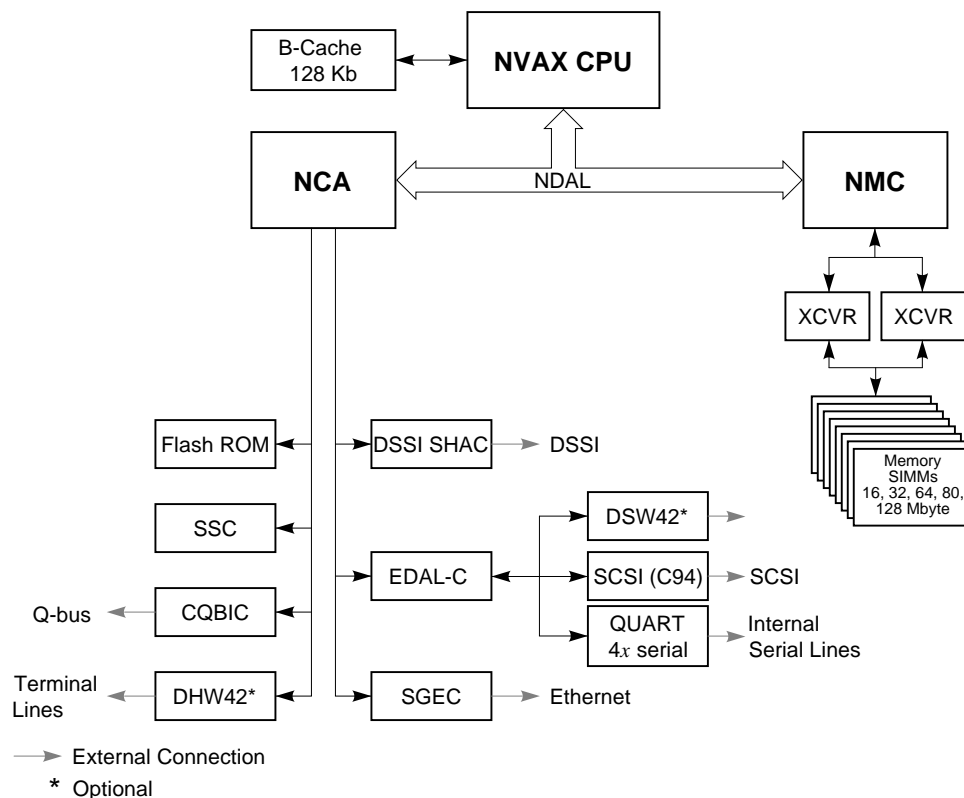 B-Cache
128 Kb
NVAX CPU
NCA
NDAL
NMC
XCVR
XCVR
Memory
SIMMs
16, 32, 64, 80,
128 Mbyte
Flash ROM
DSSI SHAC
DSSI
SSC
DSW42*
EDAL-C
SCSI (C94)
SCSI
Q-bus
CQBIC
QUART
4x serial
Internal
Serial Lines
Terminal
Lines
DHW42*
SGEC
Ethernet
External Connection
* Optional